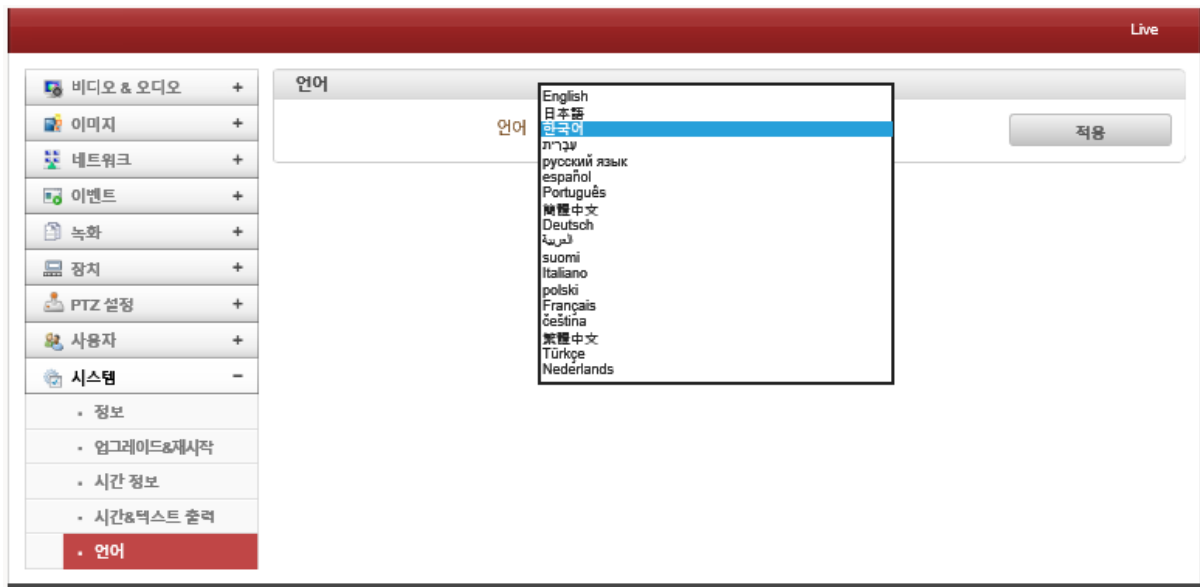 Live
비디오 & 오디오 +
이미지 +
네트워크 +
이벤트 +
녹화 +
장치 +
PTZ 설정 +
사용자 +
시스템 -
• 정보
• 업그레이드&재시작
• 시간 정보
• 시간&텍스트 출력
• 언어
언어
언어
English
日本語
한국어
עִבְרִית
русский язык
español
Português
简體中文
Deutsch
العربية
suomi
Italiano
polski
Français
čeština
繁體中文
Türkçe
Nederlands
적용